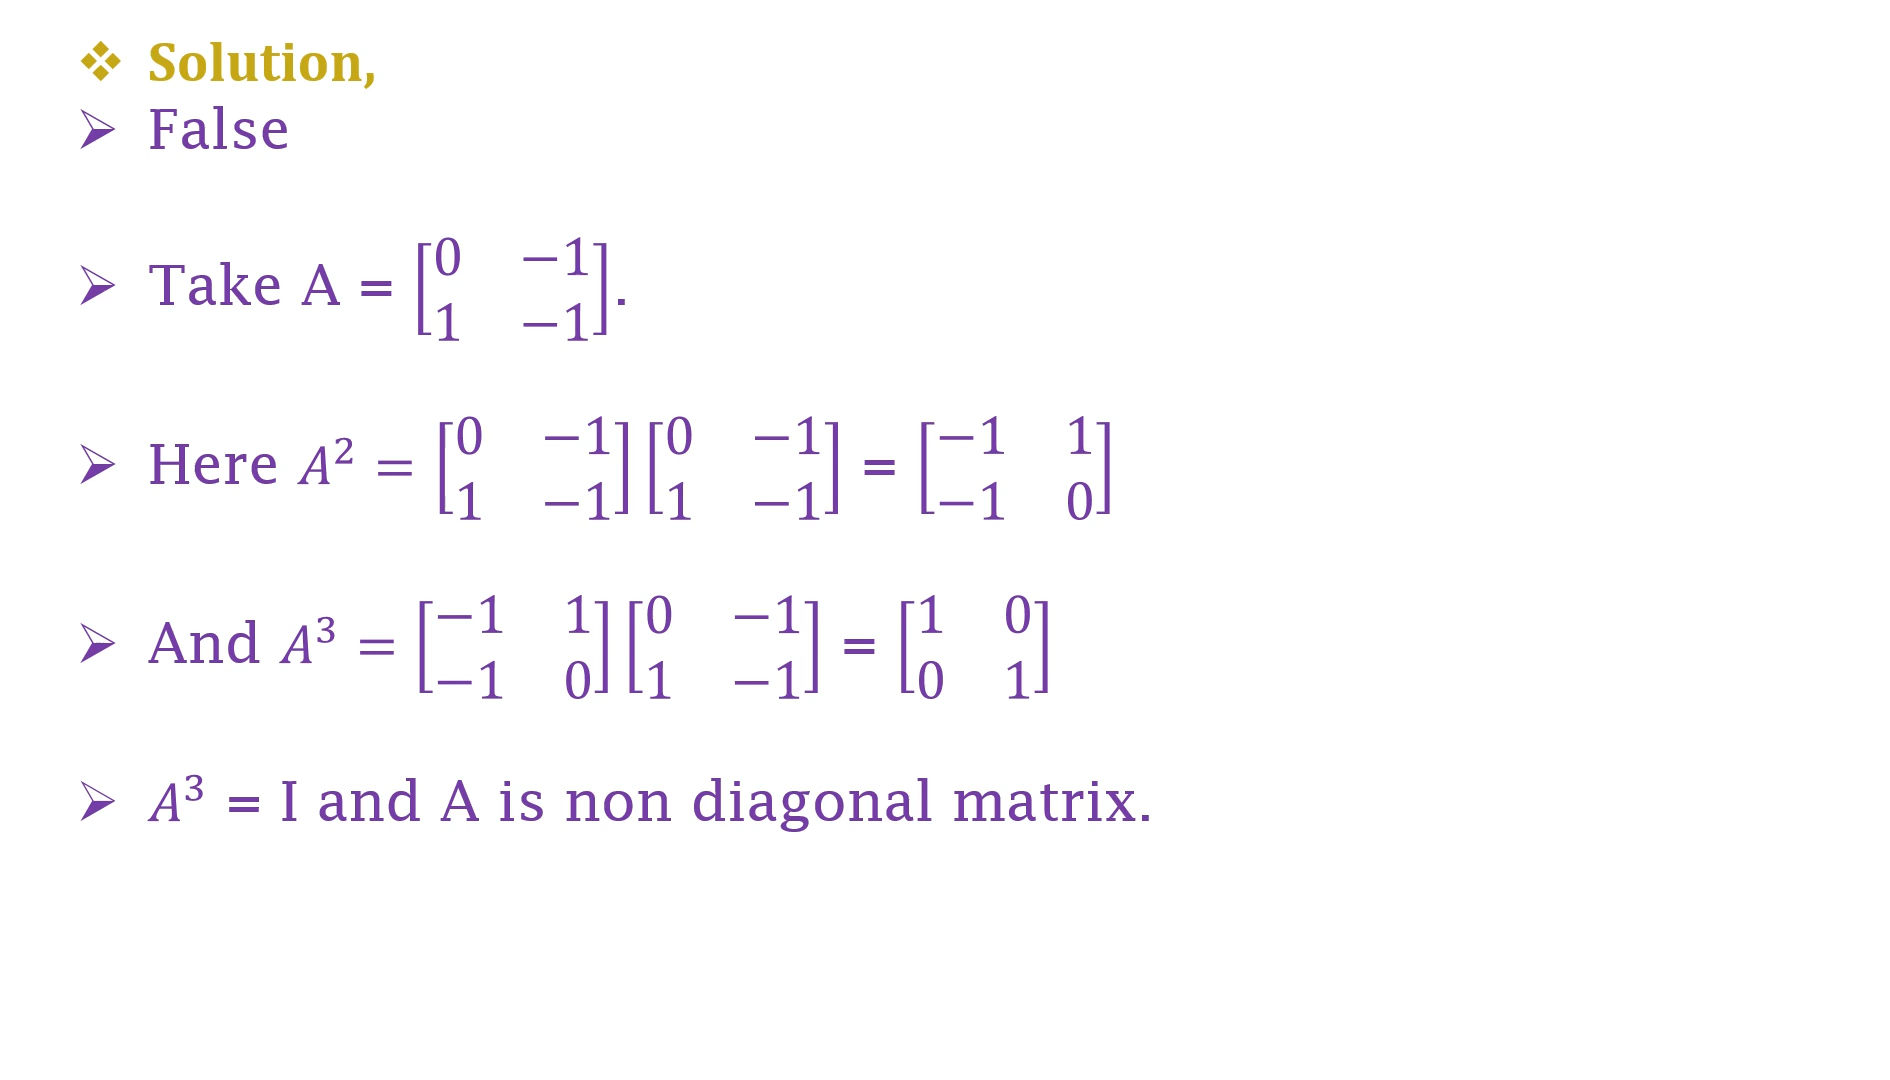 ❖ Solution,
➢ False
➢ Take A = [0 −1; 1 −1].
➢ Here A² = [0 −1; 1 −1][0 −1; 1 −1] = [−1 1; −1 0]
➢ And A³ = [−1 1; −1 0][0 −1; 1 −1] = [1 0; 0 1]
➢ A³ = I and A is non diagonal matrix.